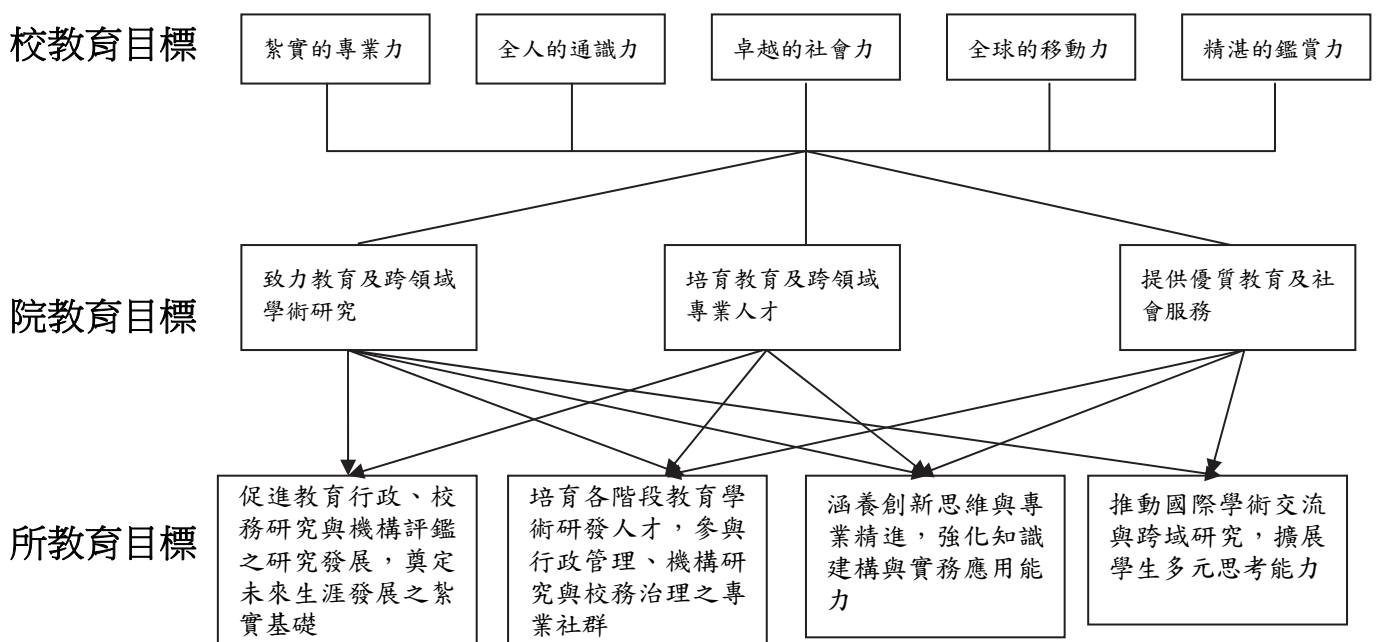 校教育目標
紮實的專業力
全人的通識力
卓越的社會力
全球的移動力
精湛的鑑賞力
院教育目標
致力教育及跨領域
學術研究
培育教育及跨領域
專業人才
提供優質教育及社
會服務
所教育目標
促進教育行政、校
務研究與機構評鑑
之研究發展，奠定
未來生涯發展之紮
實基礎
培育各階段教育學
術研發人才，參與
行政管理、機構研
究與校務治理之專
業社群
涵養創新思維與專
業精進，強化知識
建構與實務應用能
力
推動國際學術交流
與跨域研究，擴展
學生多元思考能力